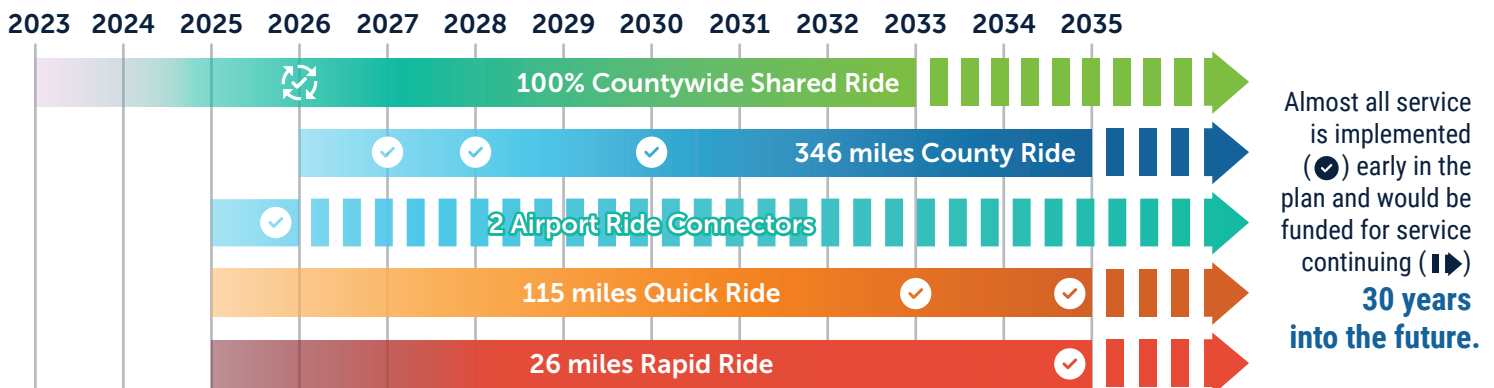 2023 2024 2025 2026 2027 2028 2029 2030 2031 2032 2033 2034 2035
100% Countywide Shared Ride
346 miles County Ride
2 Airport Ride Connectors
115 miles Quick Ride
26 miles Rapid Ride
Almost all service
is implemented
( ) early in the
plan and would be
funded for service
continuing ( )
30 years
into the future.